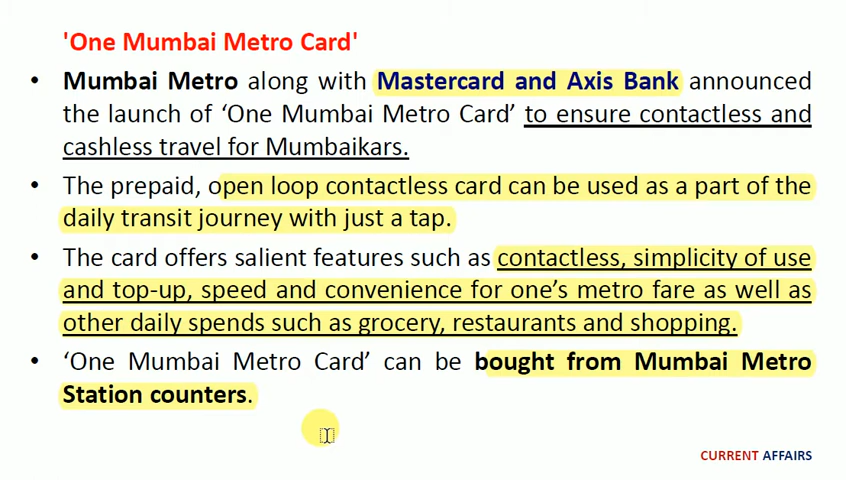 'One Mumbai Metro Card'
• Mumbai Metro along with Mastercard and Axis Bank announced
the launch of ‘One Mumbai Metro Card’ to ensure contactless and
cashless travel for Mumbaikars.
• The prepaid, open loop contactless card can be used as a part of the
daily transit journey with just a tap.
• The card offers salient features such as contactless, simplicity of use
and top-up, speed and convenience for one’s metro fare as well as
other daily spends such as grocery, restaurants and shopping.
• ‘One Mumbai Metro Card’ can be bought from Mumbai Metro
Station counters.
CURRENT AFFAIRS